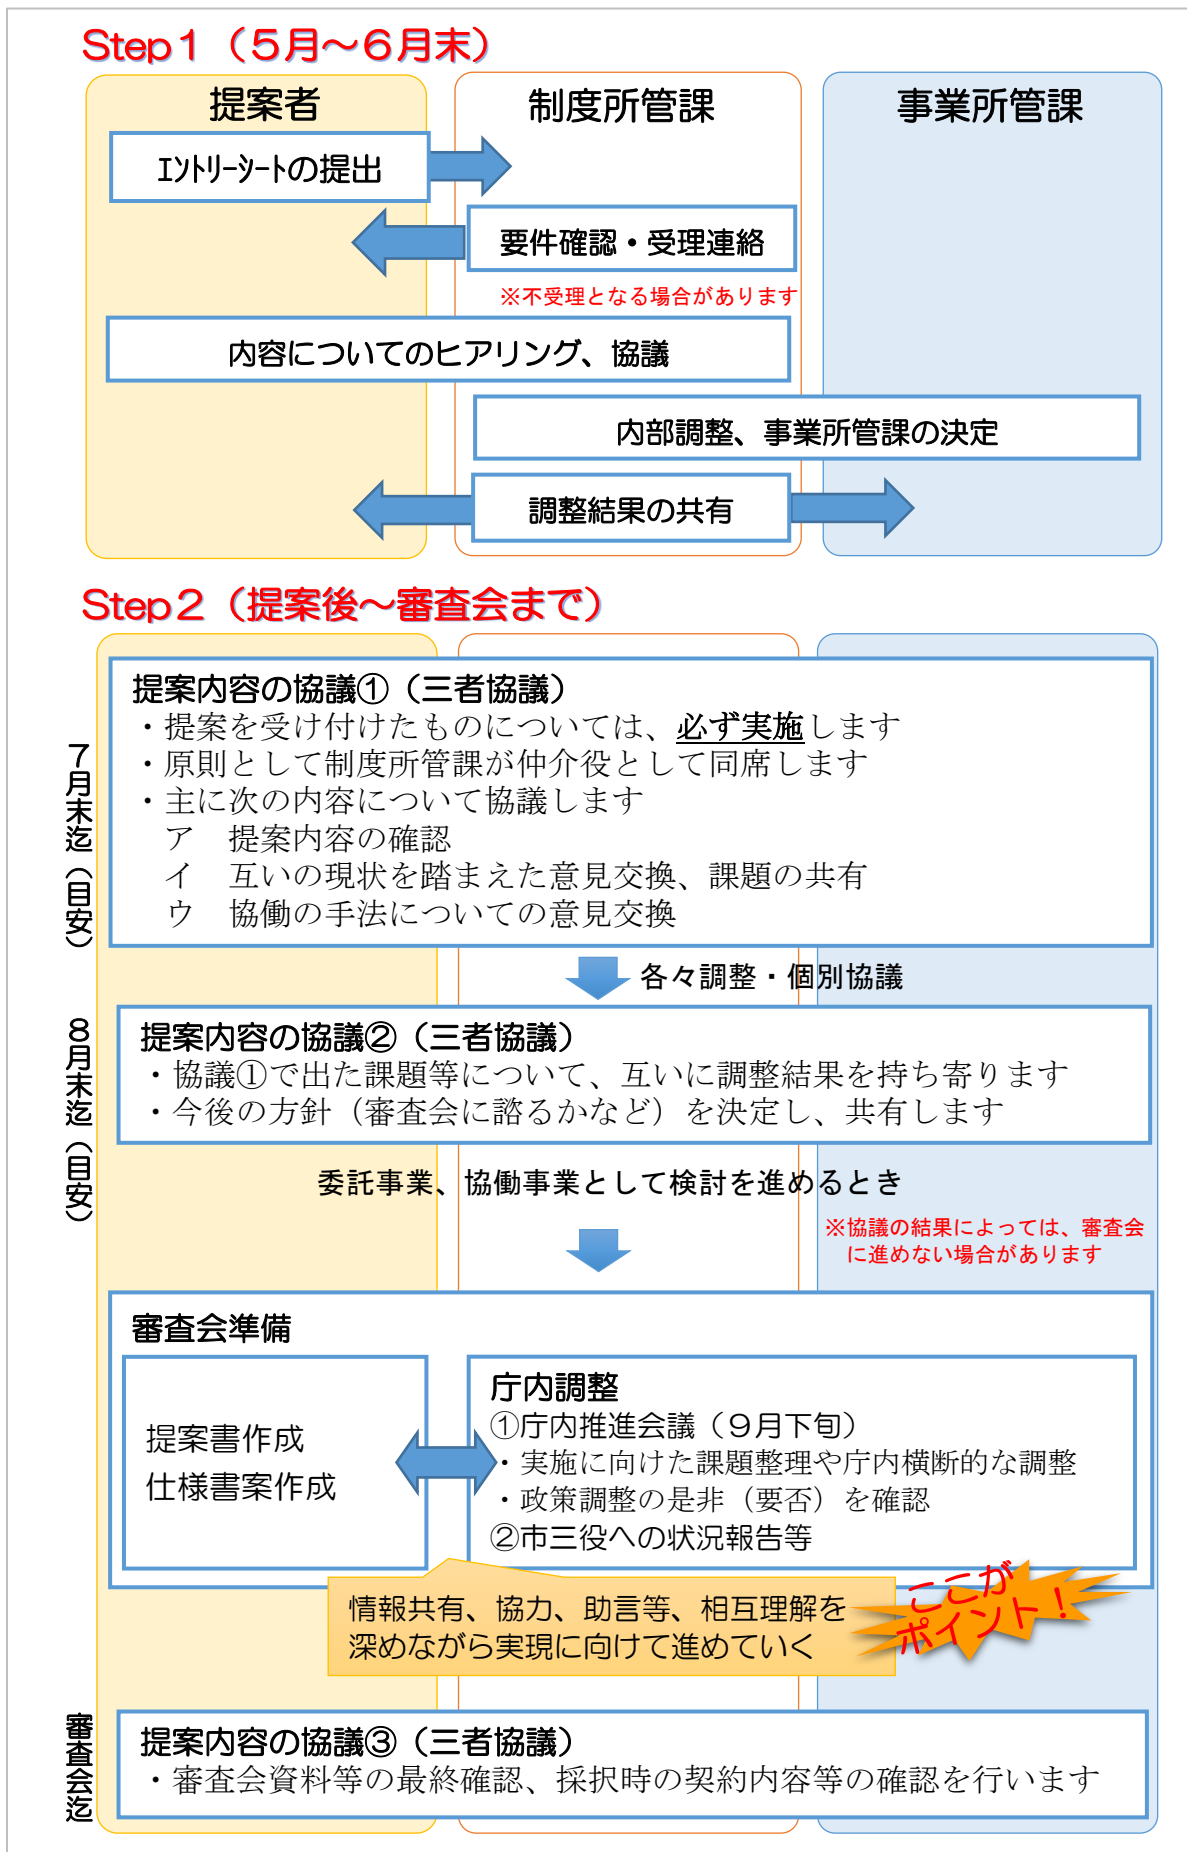 Step１（５月～６月末）
提案者
制度所管課
事業所管課
ｴﾝﾄﾘｰｼｰﾄの提出
要件確認・受理連絡
※不受理となる場合があります
内容についてのヒアリング、協議
内部調整、事業所管課の決定
調整結果の共有
Step２（提案後～審査会まで）
７月末迄（目安）
提案内容の協議①（三者協議）
・提案を受け付けたものについては、必ず実施します
・原則として制度所管課が仲介役として同席します
・主に次の内容について協議します
ア　提案内容の確認
イ　互いの現状を踏まえた意見交換、課題の共有
ウ　協働の手法についての意見交換
各々調整・個別協議
８月末迄（目安）
提案内容の協議②（三者協議）
・協議①で出た課題等について、互いに調整結果を持ち寄ります
・今後の方針（審査会に諮るかなど）を決定し、共有します
委託事業、協働事業として検討を進めるとき
※協議の結果によっては、審査会
に進めない場合があります
審査会準備
提案書作成
仕様書案作成
庁内調整
①庁内推進会議（９月下旬）
・実施に向けた課題整理や庁内横断的な調整
・政策調整の是非（要否）を確認
②市三役への状況報告等
情報共有、協力、助言等、相互理解を
深めながら実現に向けて進めていく
ここが
ポイント！
審査会迄
提案内容の協議③（三者協議）
・審査会資料等の最終確認、採択時の契約内容等の確認を行います